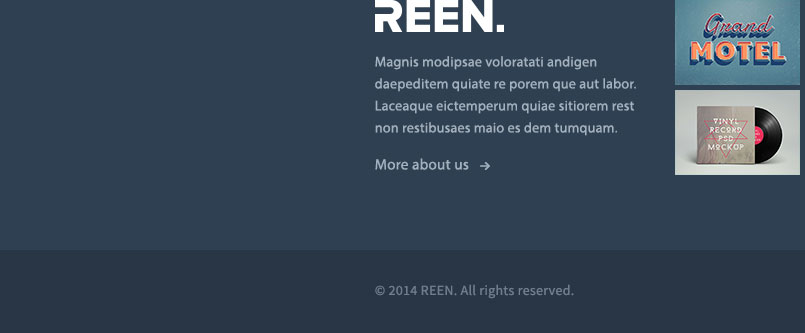 REEN.
Magnis modipsae voloratati andigen
daepeditem quiate re porem que aut labor.
Laceaque eictemperum quiae sitiorem rest
non restibusaes maio es dem tumquam.
More about us →
Grand
MOTEL
VINYL
RECORD
PSD
MOCKUP
© 2014 REEN. All rights reserved.